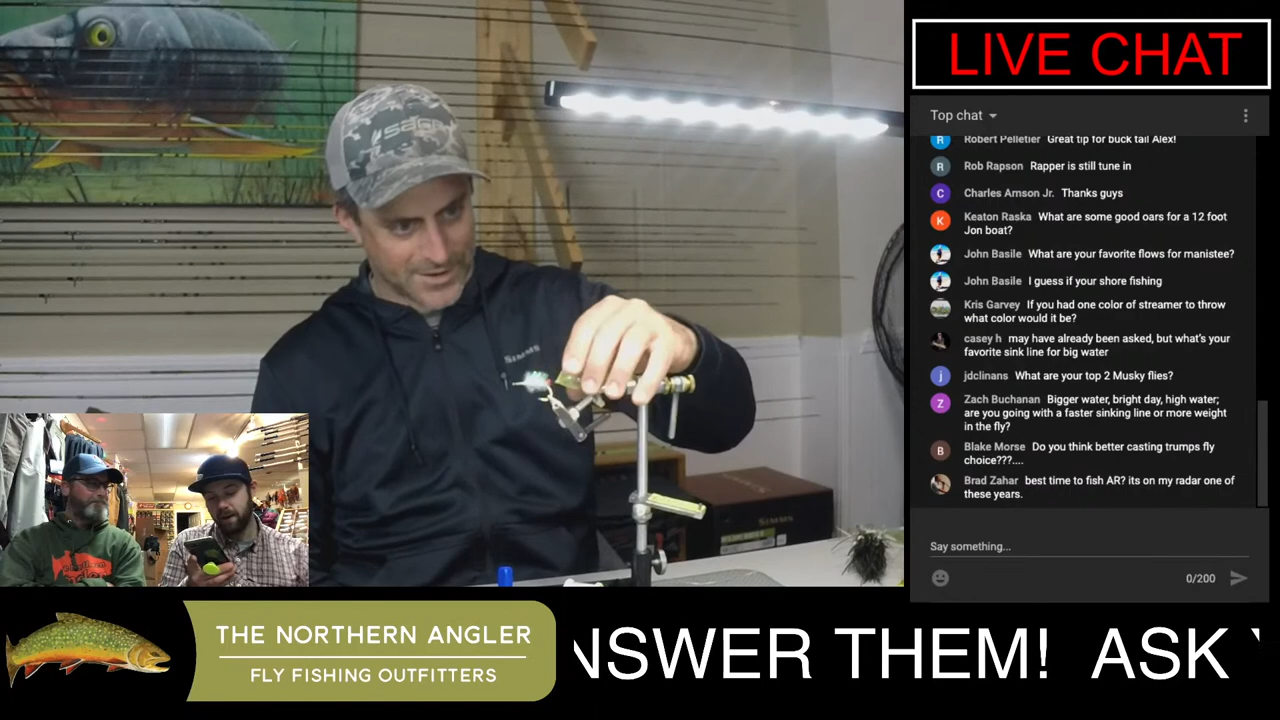 LIVE CHAT
Top chat
Robert Pelletier Great tip for buck tail Alex!
Rob Rapson Rapper is still tune in
Charles Arnson Jr. Thanks guys
Keaton Raska What are some good oars for a 12 foot
Jon boat?
John Basile What are your favorite flows for manistee?
John Basile I guess if your shore fishing
Kris Garvey If you had one color of streamer to throw
what color would it be?
casey h may have already been asked, but what's your
favorite sink line for big water
jdclinans What are your top 2 Musky flies?
Zach Buchanan Bigger water, bright day, high water;
are you going with a faster sinking line or more weight
in the fly?
Blake Morse Do you think better casting trumps fly
choice???....
Brad Zahar best time to fish AR? its on my radar one of
these years.
Say something...
0/200
sage
SIMMS
SIMMS
THE NORTHERN ANGLER
FLY FISHING OUTFITTERS
NSWER THEM! ASK